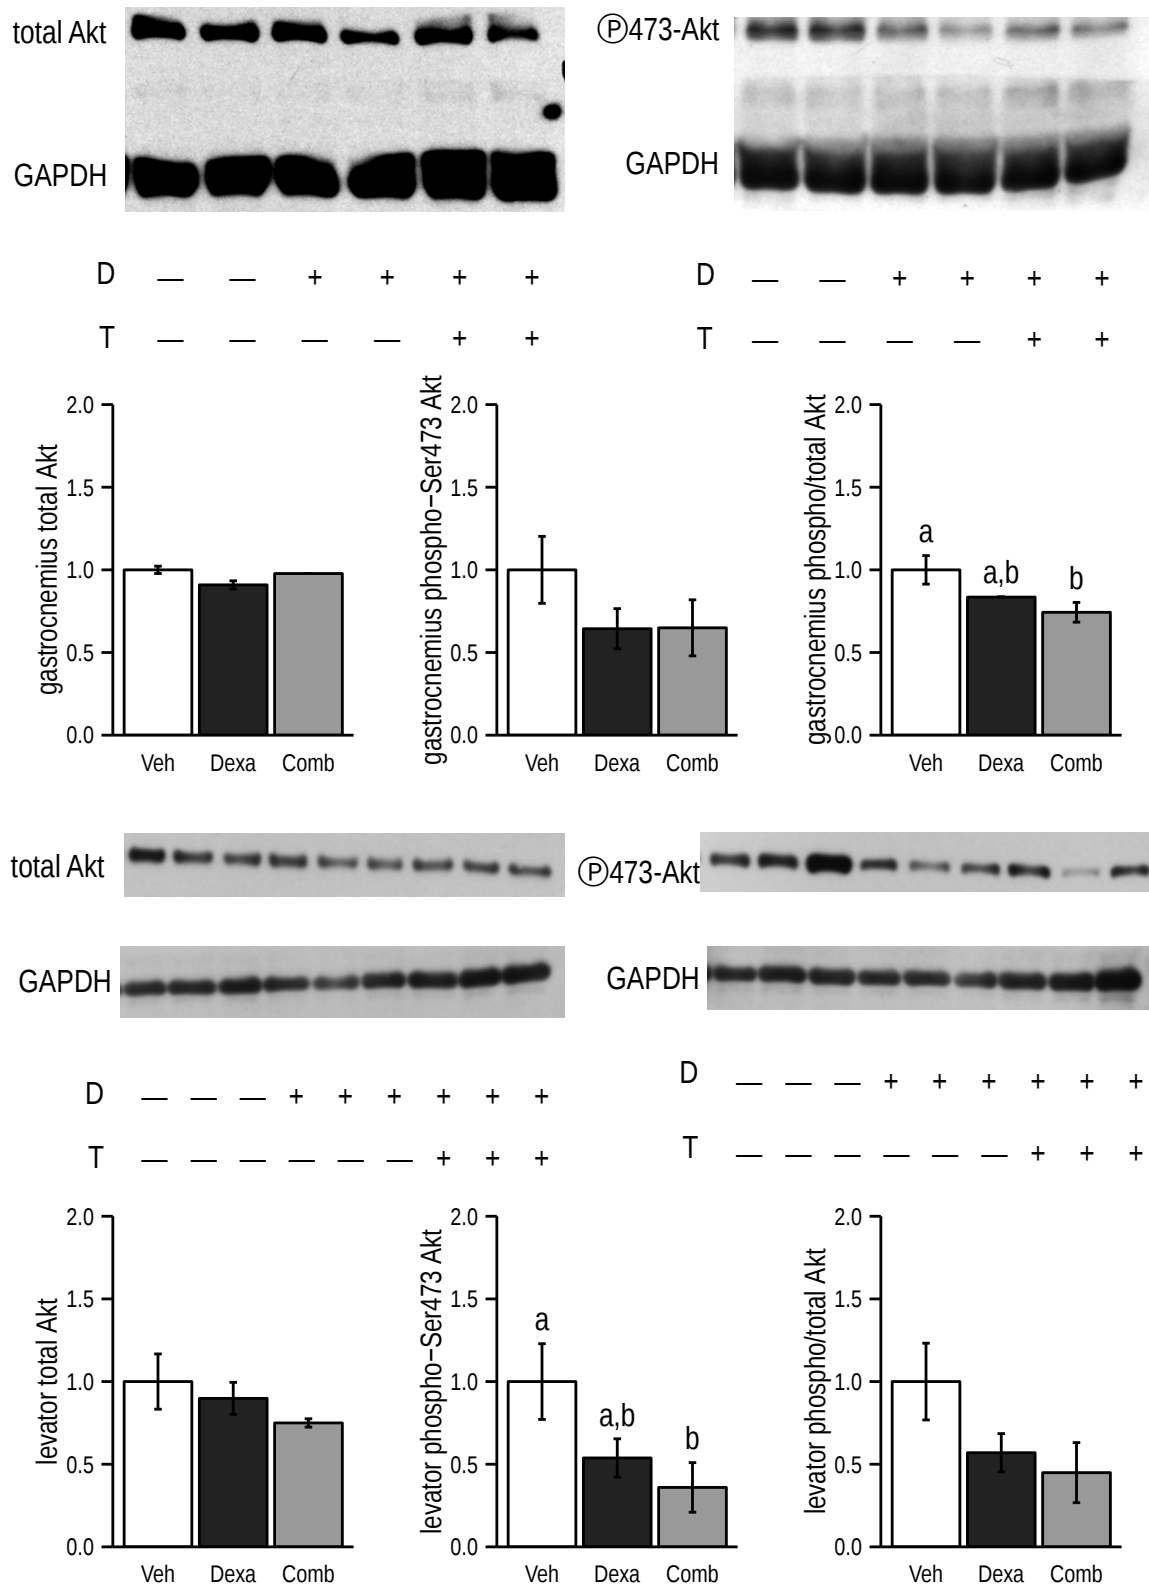 total Akt
GAPDH
D — — + + + +
T — — — — + +
Ⓟ473-Akt
GAPDH
D — — + + + +
T — — — — + +
gastrocnemius total Akt
2.0
1.5
1.0
0.5
0.0
Veh Dexa Comb
gastrocnemius phospho−Ser473 Akt
2.0
1.5
1.0
0.5
0.0
Veh Dexa Comb
gastrocnemius phospho/total Akt
2.0
1.5
1.0
0.5
0.0
a
a,b
b
Veh Dexa Comb
total Akt
GAPDH
D — — — + + + + + +
T — — — — — — + + +
Ⓟ473-Akt
GAPDH
D — — — + + + + + +
T — — — — — — + + +
levator total Akt
2.0
1.5
1.0
0.5
0.0
Veh Dexa Comb
levator phospho−Ser473 Akt
2.0
1.5
1.0
0.5
0.0
a
a,b
b
Veh Dexa Comb
levator phospho/total Akt
2.0
1.5
1.0
0.5
0.0
Veh Dexa Comb